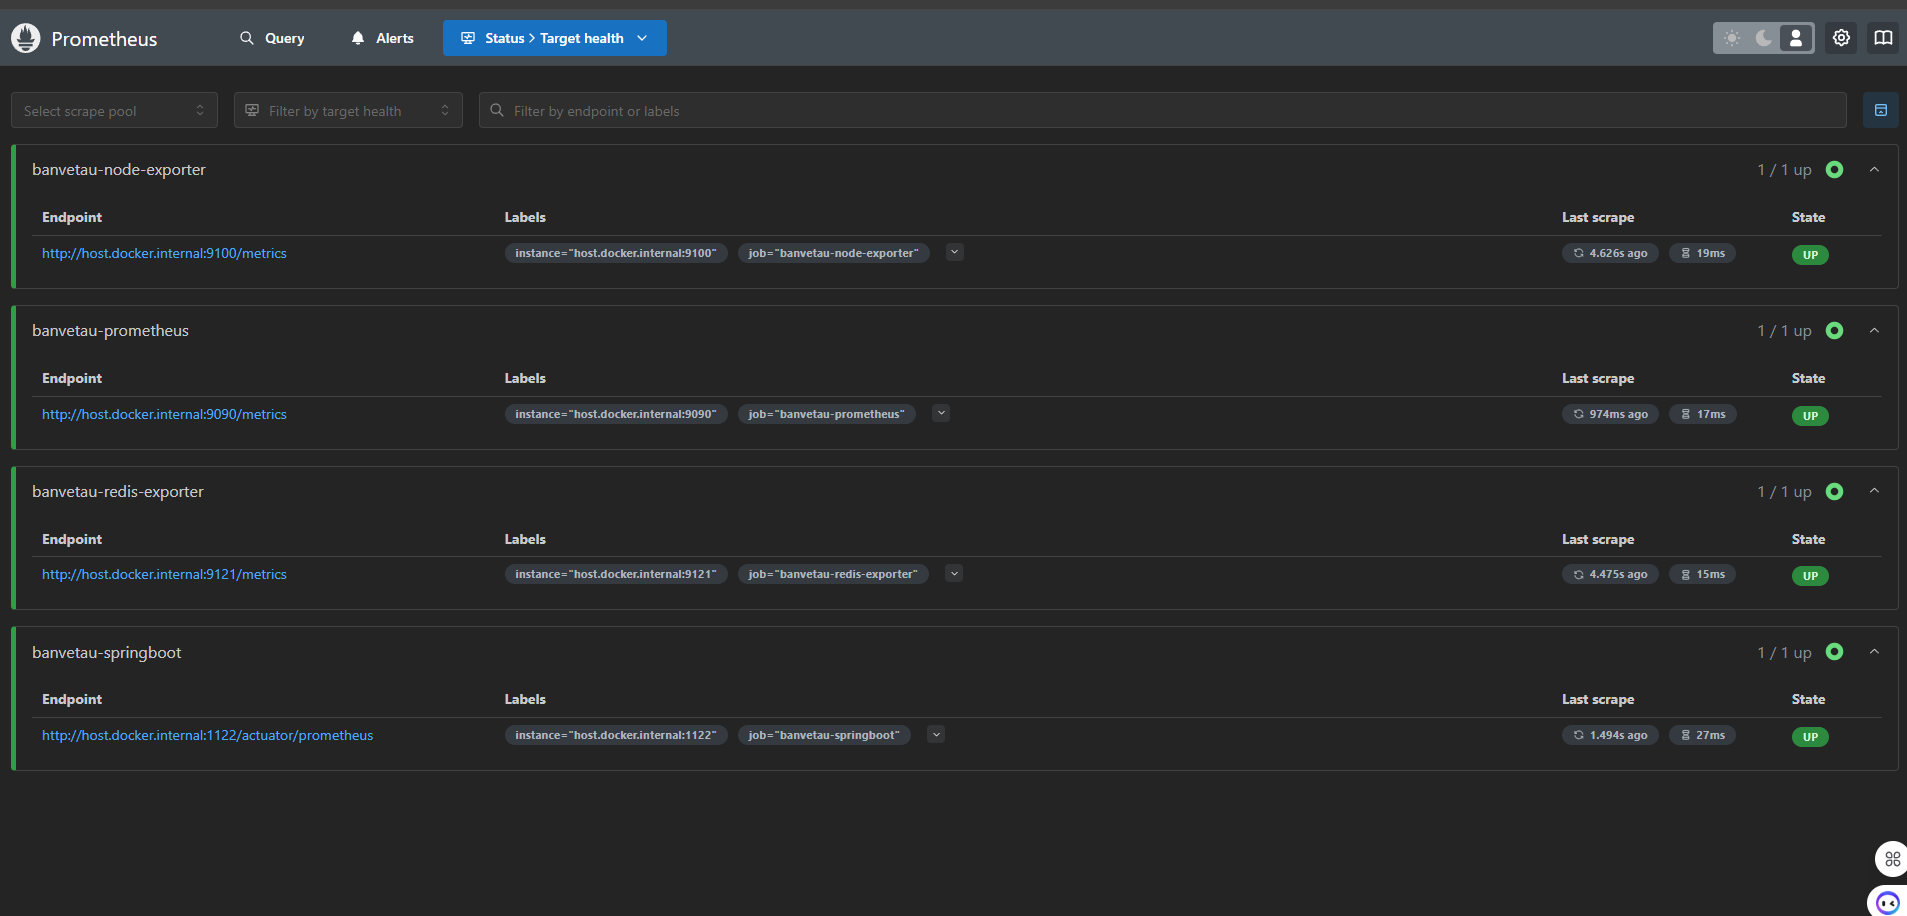 Prometheus Query Alerts Status > Target health
Select scrape pool Filter by target health Filter by endpoint or labels
banvetau-node-exporter 1 / 1 up
Endpoint Labels Last scrape State
http://host.docker.internal:9100/metrics instance="host.docker.internal:9100" job="banvetau-node-exporter" 4.626s ago 19ms UP
banvetau-prometheus 1 / 1 up
Endpoint Labels Last scrape State
http://host.docker.internal:9090/metrics instance="host.docker.internal:9090" job="banvetau-prometheus" 974ms ago 17ms UP
banvetau-redis-exporter 1 / 1 up
Endpoint Labels Last scrape State
http://host.docker.internal:9121/metrics instance="host.docker.internal:9121" job="banvetau-redis-exporter" 4.475s ago 15ms UP
banvetau-springboot 1 / 1 up
Endpoint Labels Last scrape State
http://host.docker.internal:1122/actuator/prometheus instance="host.docker.internal:1122" job="banvetau-springboot" 1.494s ago 27ms UP